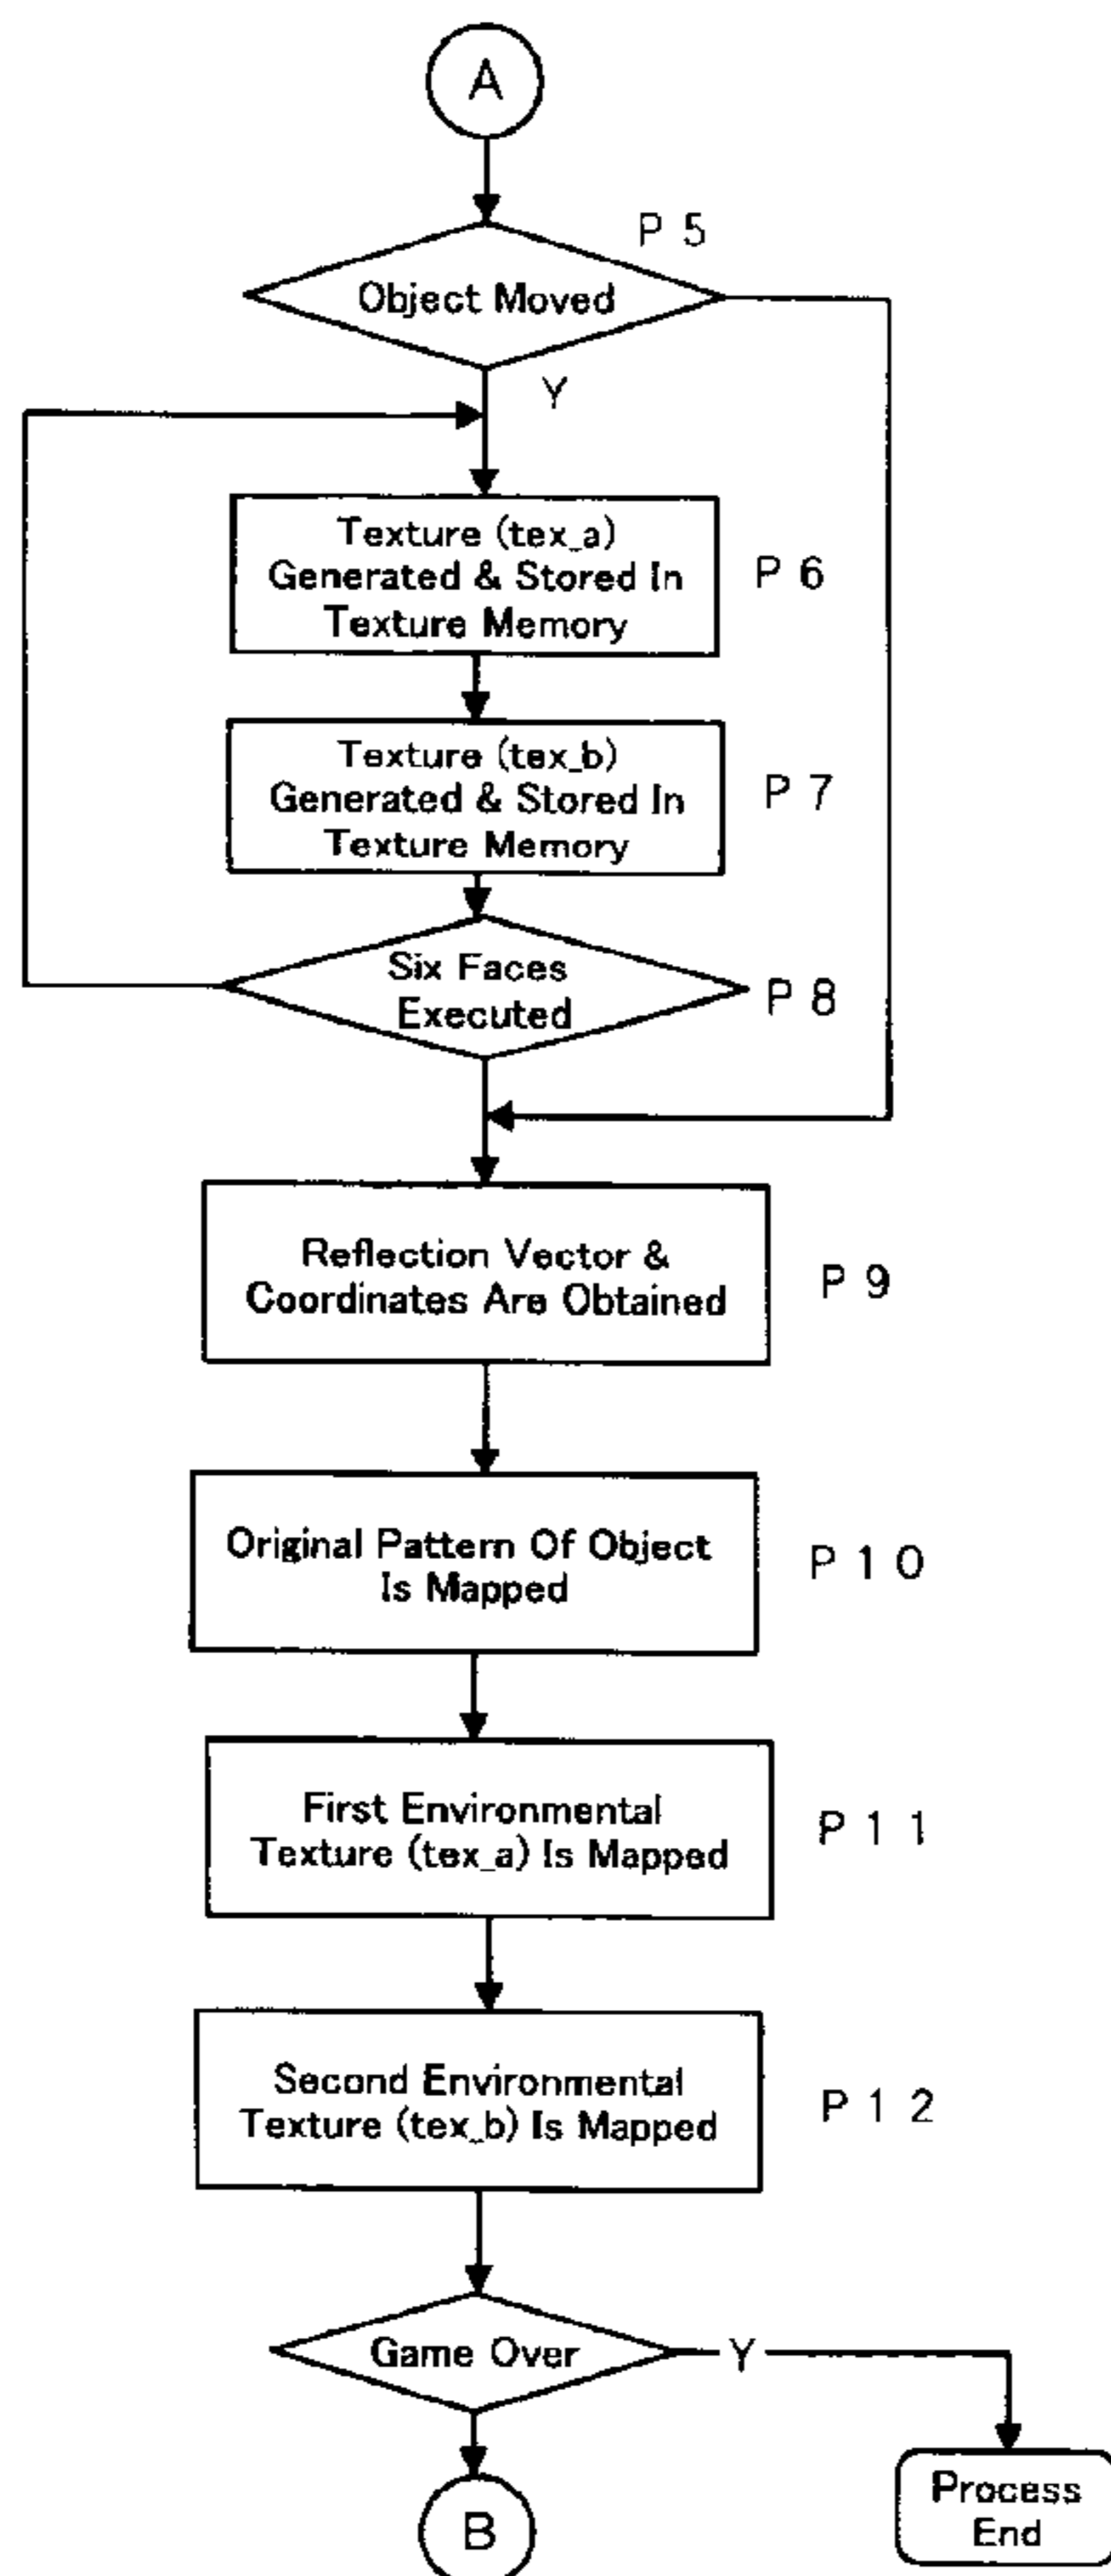 A
P 5
Object Moved
Y
Texture (tex_a)
Generated & Stored In
Texture Memory
P 6
Texture (tex_b)
Generated & Stored In
Texture Memory
P 7
Six Faces
Executed
P 8
Reflection Vector &
Coordinates Are Obtained
P 9
Original Pattern Of Object
Is Mapped
P 1 0
First Environmental
Texture (tex_a) Is Mapped
P 1 1
Second Environmental
Texture (tex_b) Is Mapped
P 1 2
Game Over
Y
Process
End
B